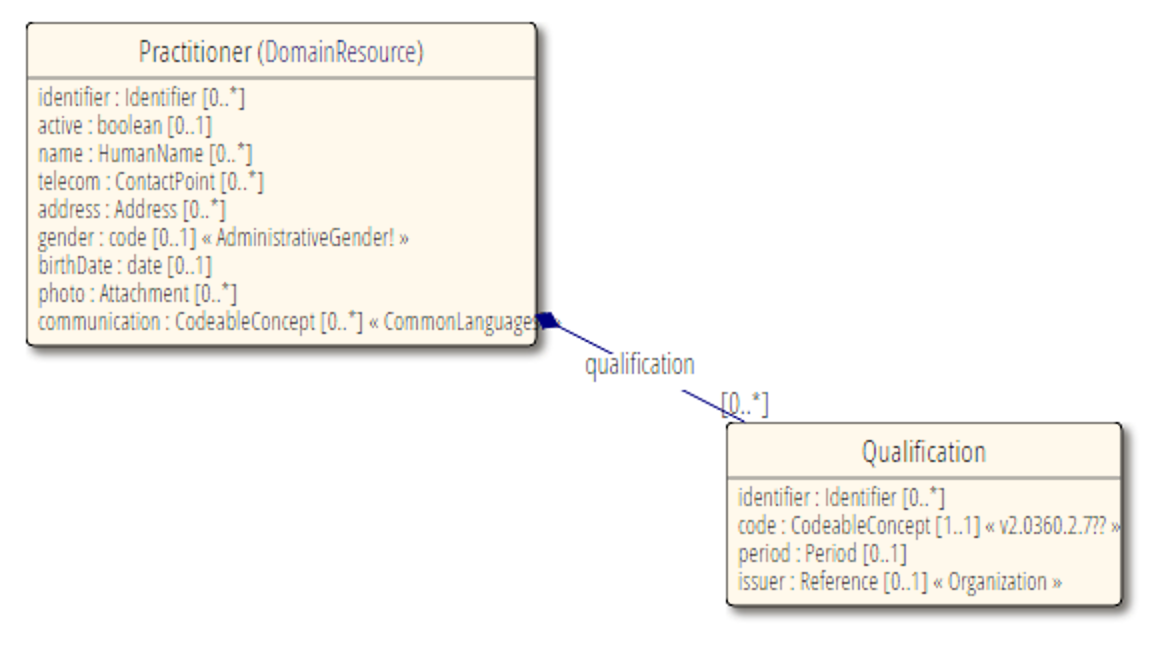 Practitioner (DomainResource)
identifier : Identifier [0..*]
active : boolean [0..1]
name : HumanName [0..*]
telecom : ContactPoint [0..*]
address : Address [0..*]
gender : code [0..1] « AdministrativeGender! »
birthDate : date [0..1]
photo : Attachment [0..*]
communication : CodeableConcept [0..*] « CommonLanguages »
qualification
[0..*]
Qualification
identifier : Identifier [0..*]
code : CodeableConcept [1..1] « v2.0360.2.7?? »
period : Period [0..1]
issuer : Reference [0..1] « Organization »